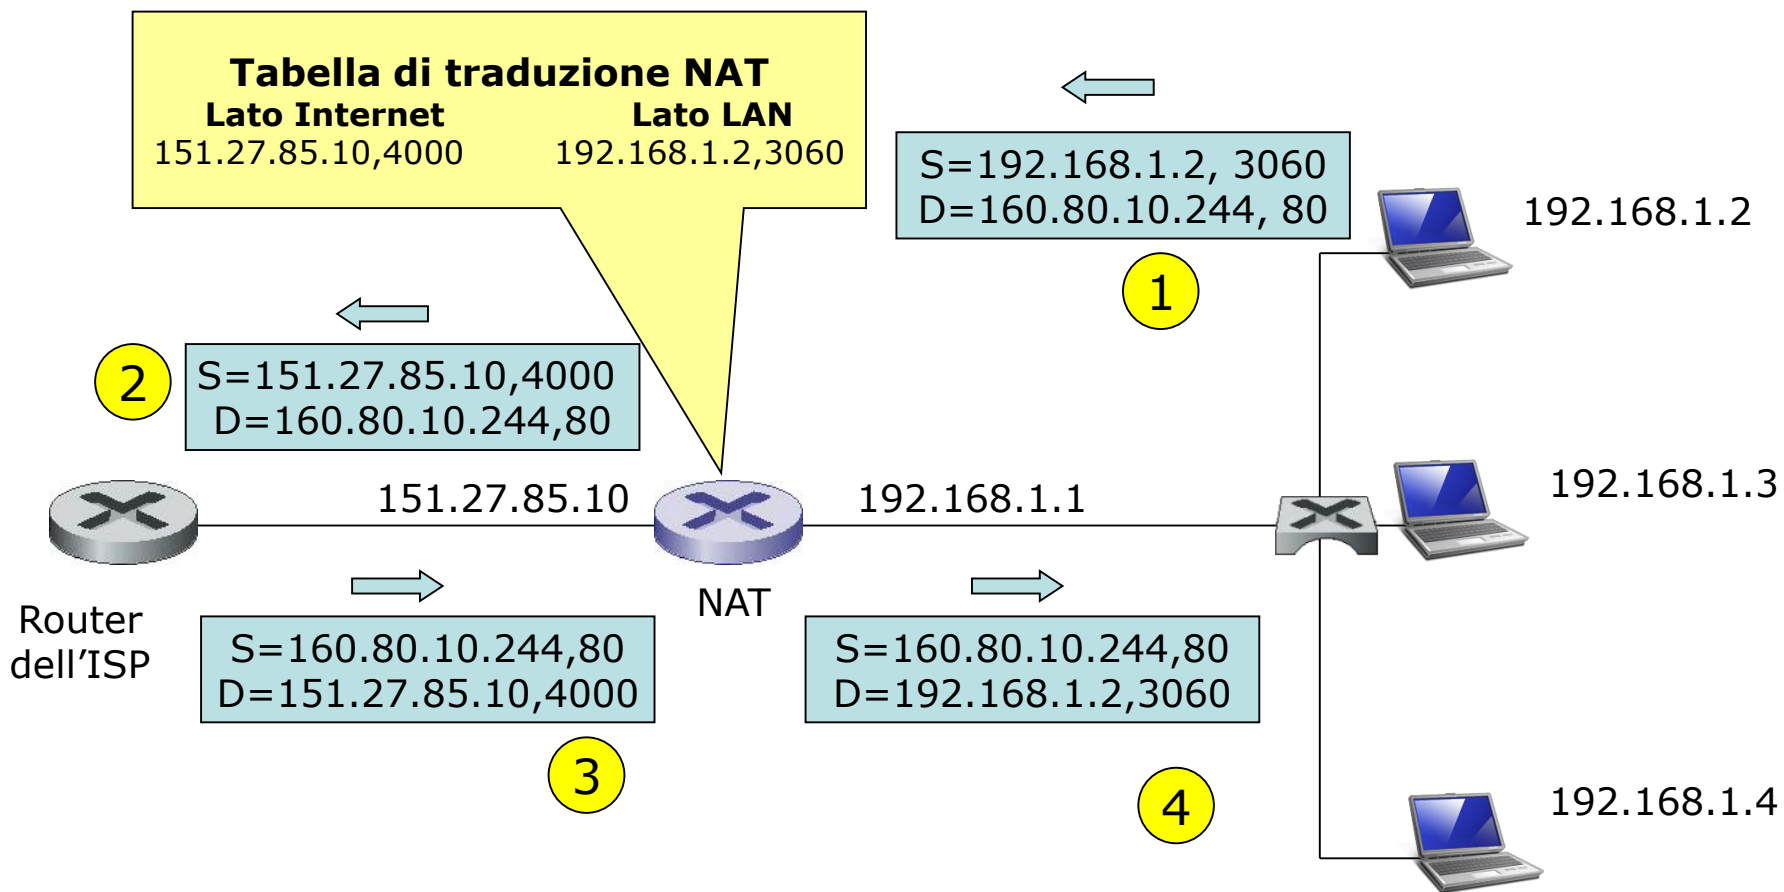 Tabella di traduzione NAT
Lato Internet Lato LAN
151.27.85.10,4000 192.168.1.2,3060
S=192.168.1.2, 3060
D=160.80.10.244, 80
192.168.1.2
1
2
S=151.27.85.10,4000
D=160.80.10.244,80
151.27.85.10
192.168.1.1
192.168.1.3
NAT
Router
dell’ISP
S=160.80.10.244,80
D=151.27.85.10,4000
S=160.80.10.244,80
D=192.168.1.2,3060
3
4
192.168.1.4